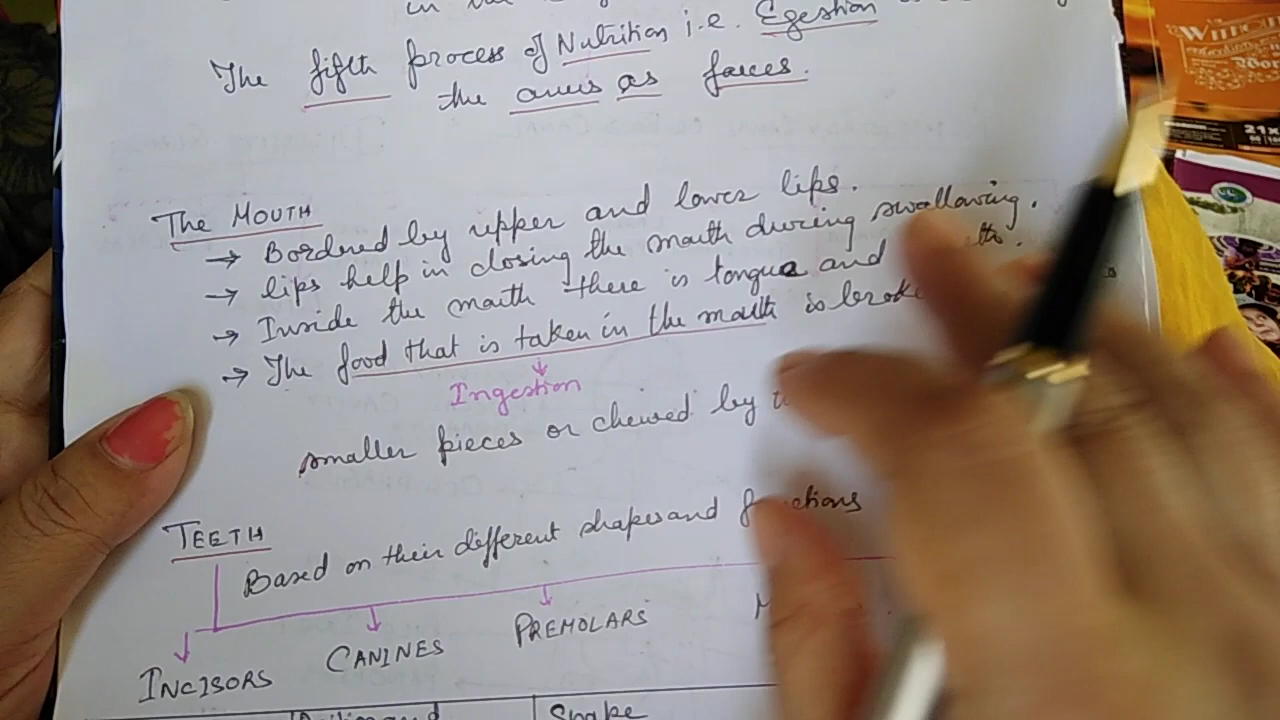 The fifth process of Nutrition i.e. Egestion
the anus as faeces.
The MOUTH
→ Bordered by upper and lower lips.
→ lips help in closing the mouth during swallowing.
→ Inside the mouth there is tongue and
→ The food that is taken in the mouth is
Ingestion
smaller pieces or chewed by
TEETH
Based on their different shapes and functions
INCISORS CANINES PREMOLARS
Shape
21x